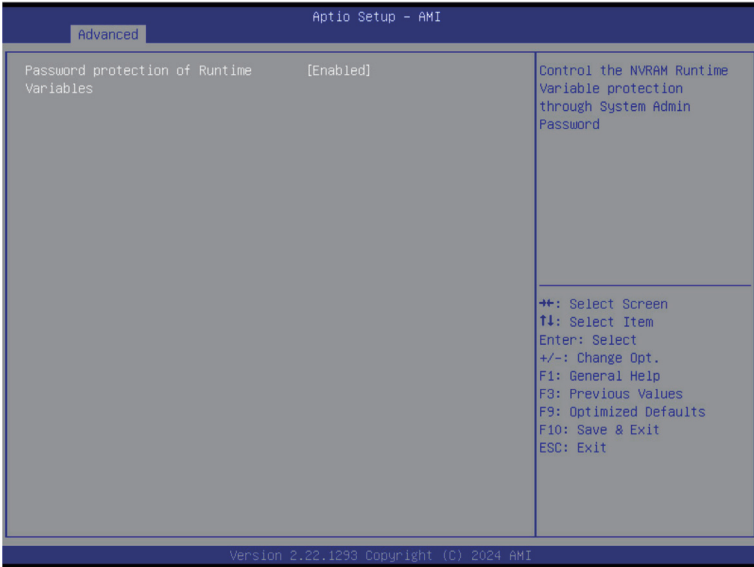 Aptio Setup – AMI
Advanced
Password protection of Runtime [Enabled]
Variables
Control the NVRAM Runtime
Variable protection
through System Admin
Password
→←: Select Screen
↑↓: Select Item
Enter: Select
+/-: Change Opt.
F1: General Help
F3: Previous Values
F9: Optimized Defaults
F10: Save & Exit
ESC: Exit
Version 2.22.1293 Copyright (C) 2024 AMI